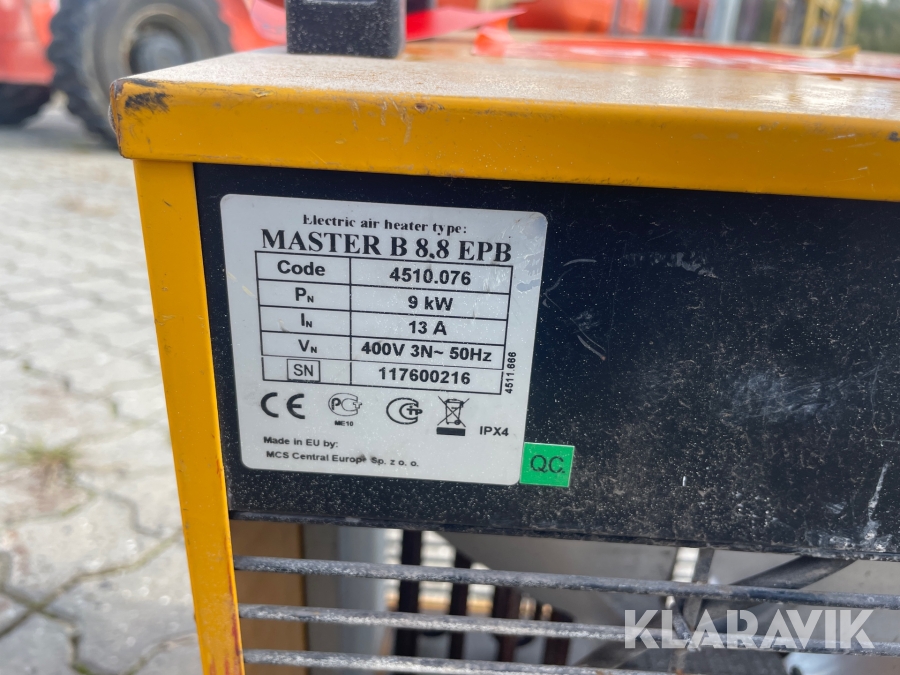 Electric air heater type:
MASTER B 8,8 EPB
Code 4510.076
PN 9 kW
IN 13 A
VN 400V 3N~ 50Hz
SN 117600216
4511.666
CE
ME10
IPX4
Made in EU by:
MCS Central Europe Sp. z o. o.
QC
KLARAVIK